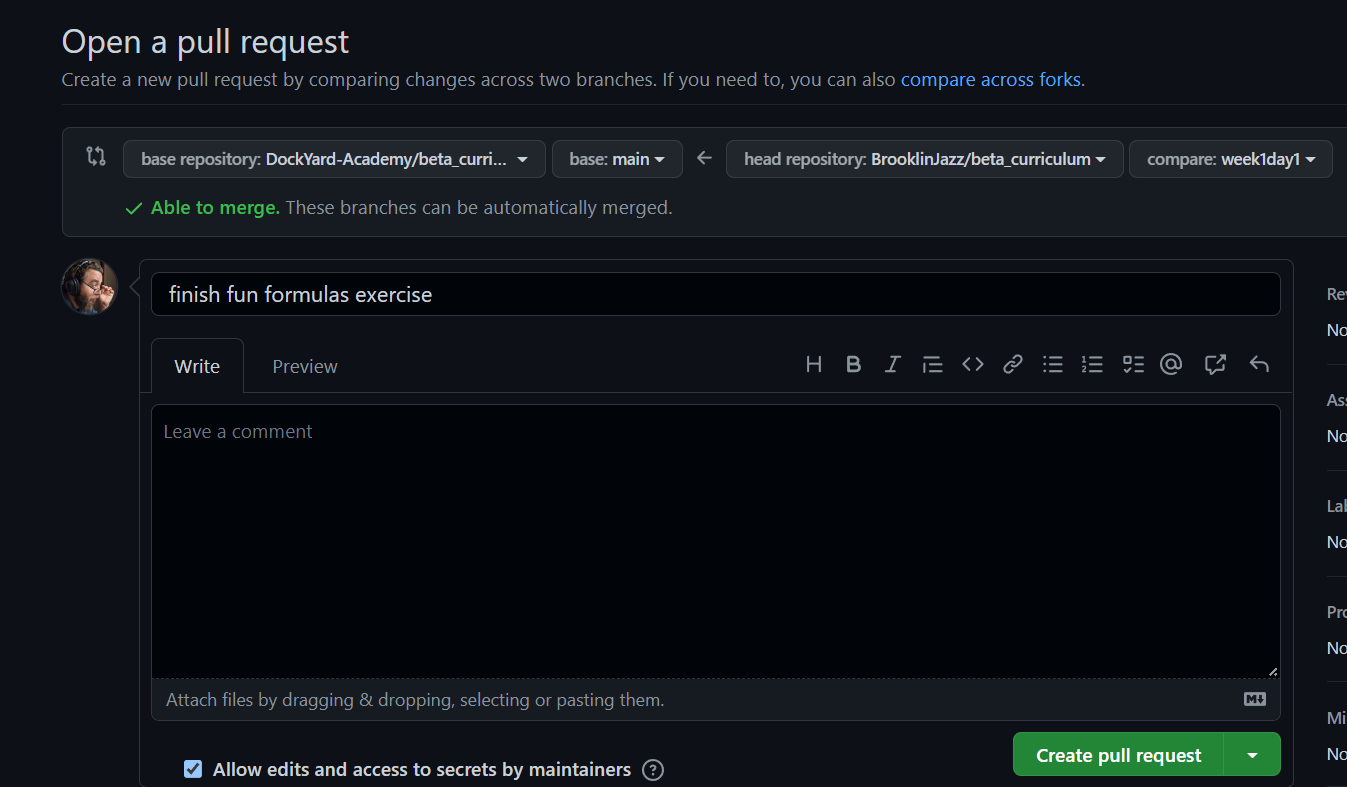 Open a pull request
Create a new pull request by comparing changes across two branches. If you need to, you can also compare across forks.
base repository: DockYard-Academy/beta_curri... base: main head repository: BrooklinJazz/beta_curriculum compare: week1day1
Able to merge. These branches can be automatically merged.
finish fun formulas exercise
Write Preview
Leave a comment
Attach files by dragging & dropping, selecting or pasting them.
Allow edits and access to secrets by maintainers
Create pull request
Re
No
Ass
No
Lab
No
Pro
No
Mi
No